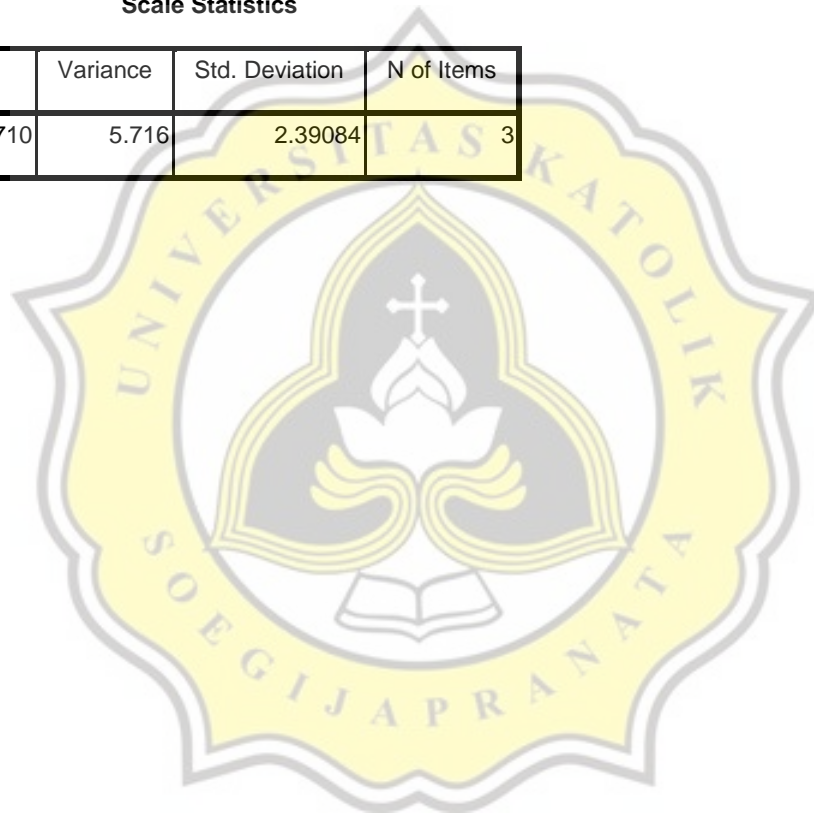 Scale Statistics
Variance Std. Deviation N of Items
710 5.716 2.39084 3
UNIVERSITAS KATOLIK
SOEGIJAPRANATA